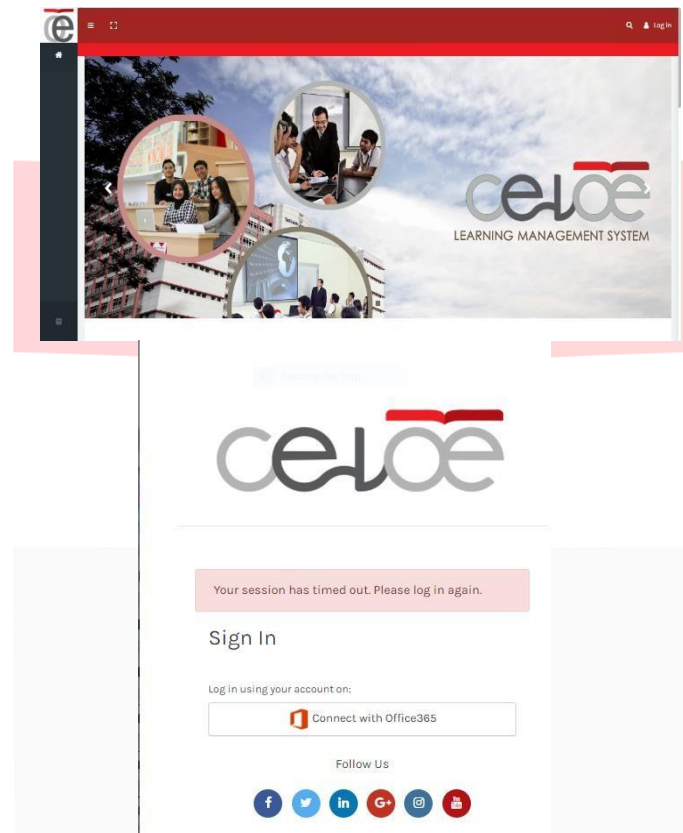 Log In
celoe
LEARNING MANAGEMENT SYSTEM
celoe
Your session has timed out. Please log in again.
Sign In
Log in using your account on:
Connect with Office365
Follow Us